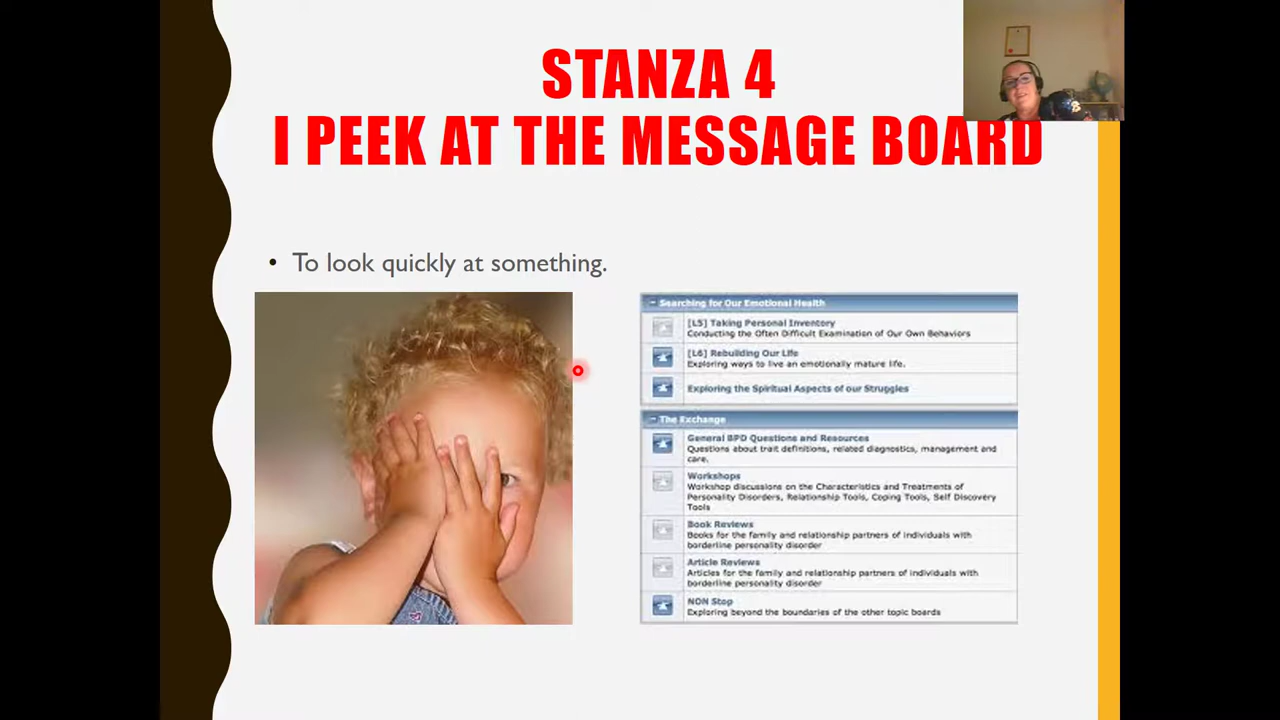 STANZA 4
I PEEK AT THE MESSAGE BOARD
• To look quickly at something.
Searching for Our Emotional Health
[L5] Taking Personal Inventory
Conducting the Often Difficult Examination of Our Own Behaviors
[L6] Rebuilding Our Life
Exploring ways to live an emotionally mature life.
Exploring the Spiritual Aspects of our Struggles
The Exchange
General BPD Questions and Resources
Questions about trait definitions, related diagnostics, management and
care.
Workshops
Workshop discussions on the Characteristics and Treatments of
Personality Disorders, Relationship Tools, Coping Tools, Self Discovery
Tools
Book Reviews
Books for the family and relationship partners of individuals with
borderline personality disorder
Article Reviews
Articles for the family and relationship partners of individuals with
borderline personality disorder
NON Stop
Exploring beyond the boundaries of the other topic boards